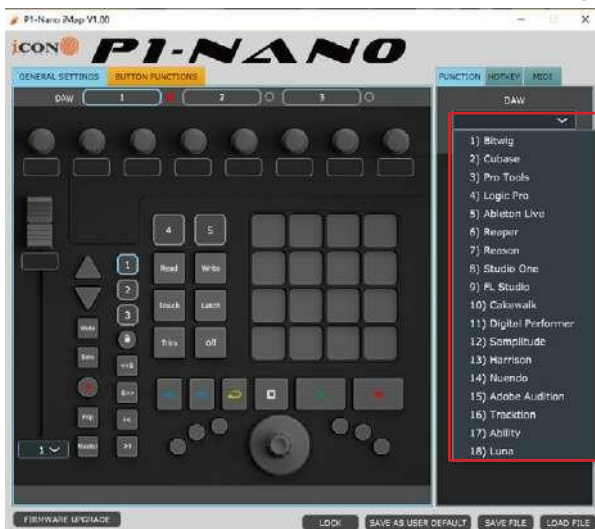 P1-Nano iMap V1.00
iCON P1-NANO
GENERAL SETTINGS BUTTON FUNCTIONS FUNCTION HOTKEY MIDI
DAW 1 2 3 DAW
1) Bitwig
2) Cubase
3) Pro Tools
4) Logic Pro
5) Ableton Live
6) Reaper
7) Reason
8) Studio One
9) FL Studio
10) Cakewalk
11) Digital Performer
12) Samplitude
13) Harrison
14) Nuendo
15) Adobe Audition
16) Tracktion
17) Ability
18) Luna
4 5
1 Read Write
2
Touch Latch
3
Mute Trim Off
Solo
Flip
1 Master
FIRMWARE UPGRADE LOCK SAVE AS USER DEFAULT SAVE FILE LOAD FILE